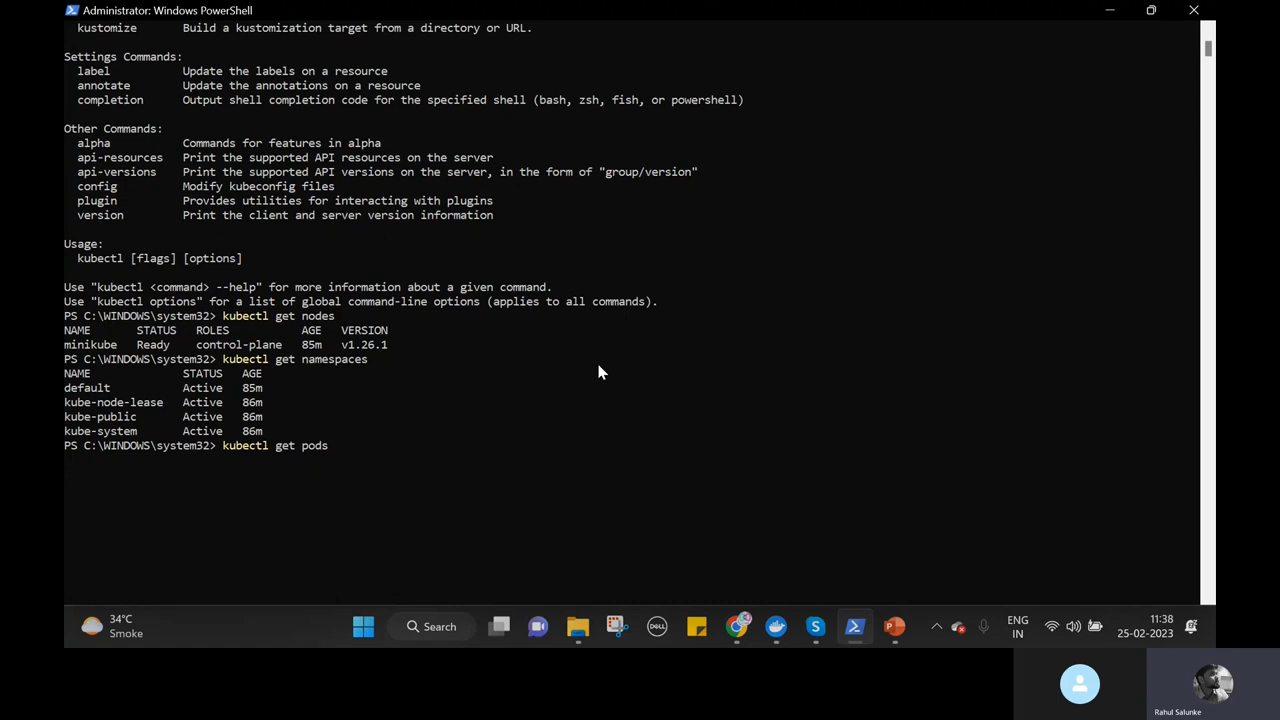 Administrator: Windows PowerShell
kustomize Build a kustomization target from a directory or URL.
Settings Commands:
label Update the labels on a resource
annotate Update the annotations on a resource
completion Output shell completion code for the specified shell (bash, zsh, fish, or powershell)
Other Commands:
alpha Commands for features in alpha
api-resources Print the supported API resources on the server
api-versions Print the supported API versions on the server, in the form of "group/version"
config Modify kubeconfig files
plugin Provides utilities for interacting with plugins
version Print the client and server version information
Usage:
kubectl [flags] [options]
Use "kubectl <command> --help" for more information about a given command.
Use "kubectl options" for a list of global command-line options (applies to all commands).
PS C:\WINDOWS\system32> kubectl get nodes
NAME STATUS ROLES AGE VERSION
minikube Ready control-plane 85m v1.26.1
PS C:\WINDOWS\system32> kubectl get namespaces
NAME STATUS AGE
default Active 85m
kube-node-lease Active 86m
kube-public Active 86m
kube-system Active 86m
PS C:\WINDOWS\system32> kubectl get pods
34°C
Smoke
Search
DELL
ENG
IN
11:38
25-02-2023
Rahul Salunke